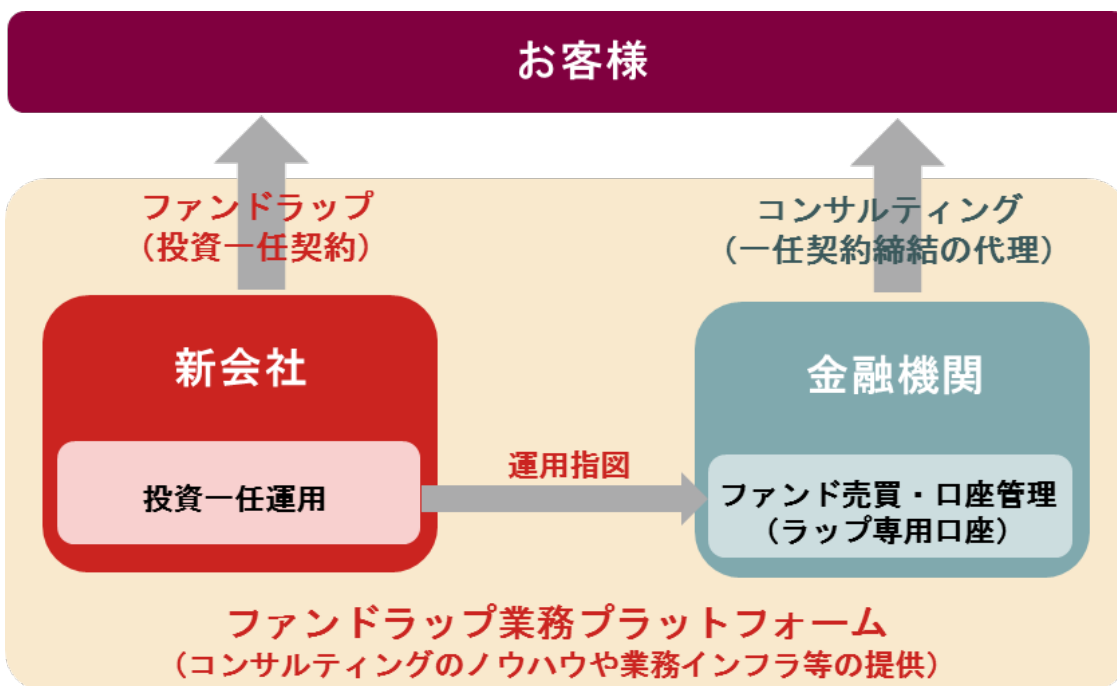 お客様
ファンドラップ
（投資一任契約）
コンサルティング
（一任契約締結の代理）
新会社
金融機関
投資一任運用
運用指図
ファンド売買・口座管理
（ラップ専用口座）
ファンドラップ業務プラットフォーム
（コンサルティングのノウハウや業務インフラ等の提供）